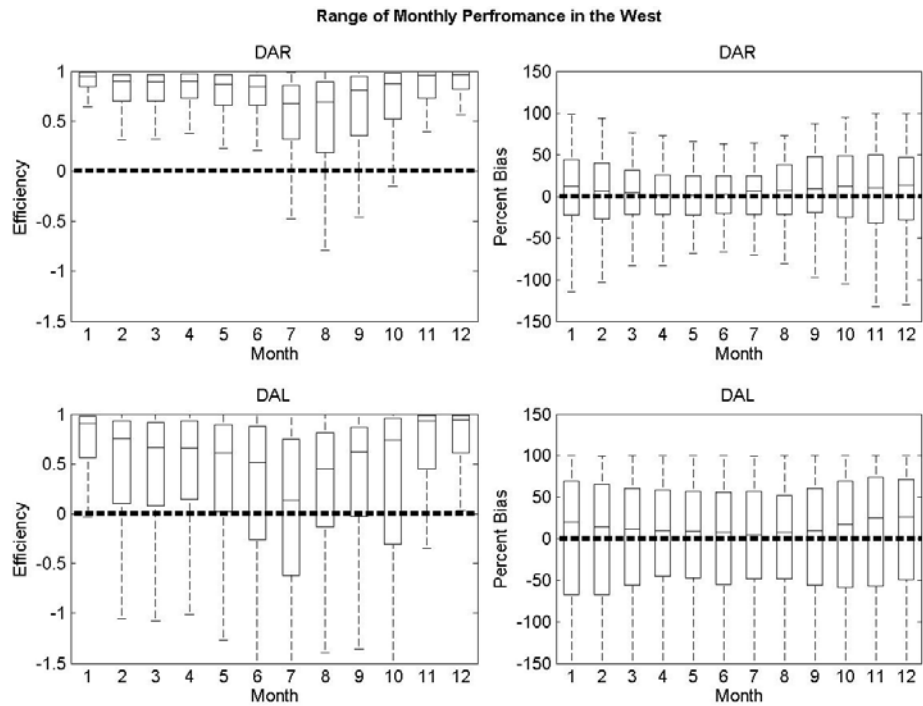 Range of Monthly Perfromance in the West
DAR
1
0.5
0
-0.5
-1
-1.5
Efficiency
1 2 3 4 5 6 7 8 9 10 11 12
Month
DAR
150
100
50
0
-50
-100
-150
Percent Bias
1 2 3 4 5 6 7 8 9 10 11 12
Month
DAL
1
0.5
0
-0.5
-1
-1.5
Efficiency
1 2 3 4 5 6 7 8 9 10 11 12
Month
DAL
150
100
50
0
-50
-100
-150
Percent Bias
1 2 3 4 5 6 7 8 9 10 11 12
Month